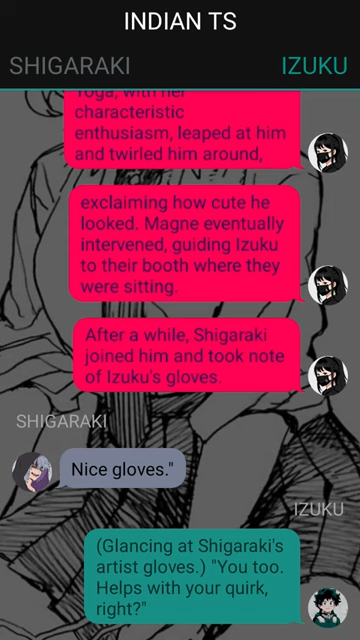 INDIAN TS
SHIGARAKI IZUKU
Toga, with her
characteristic
enthusiasm, leaped at him
and twirled him around,
exclaiming how cute he
looked. Magne eventually
intervened, guiding Izuku
to their booth where they
were sitting.
After a while, Shigaraki
joined him and took note
of Izuku's gloves.
SHIGARAKI
Nice gloves."
IZUKU
(Glancing at Shigaraki's
artist gloves.) "You too.
Helps with your quirk,
right?"